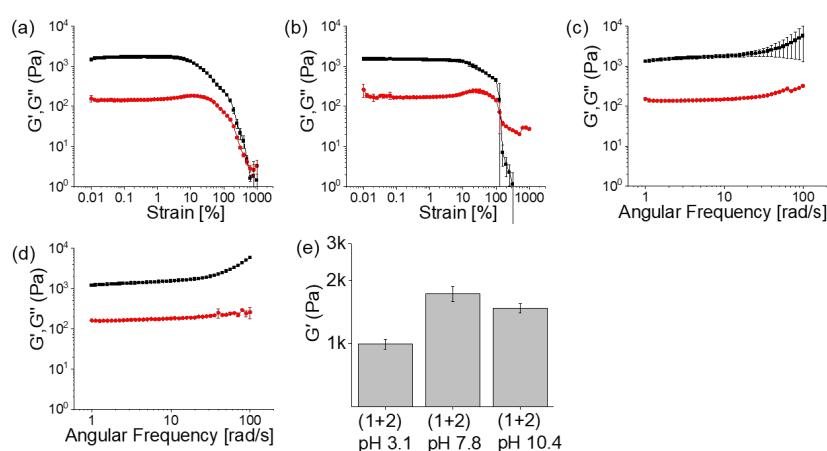 (a)
G',G'' (Pa)
10⁴
10³
10²
10¹
10⁰
0.01 0.1 1 10 100 1000
Strain [%]
(b)
G',G'' (Pa)
10⁴
10³
10²
10¹
10⁰
0.01 0.1 1 10 100 1000
Strain [%]
(c)
G',G'' (Pa)
10⁴
10³
10²
10¹
10⁰
1 10 100
Angular Frequency [rad/s]
(d)
G',G'' (Pa)
10⁴
10³
10²
10¹
10⁰
1 10 100
Angular Frequency [rad/s]
(e)
G' (Pa)
3k
2k
1k
(1+2) (1+2) (1+2)
pH 3.1 pH 7.8 pH 10.4